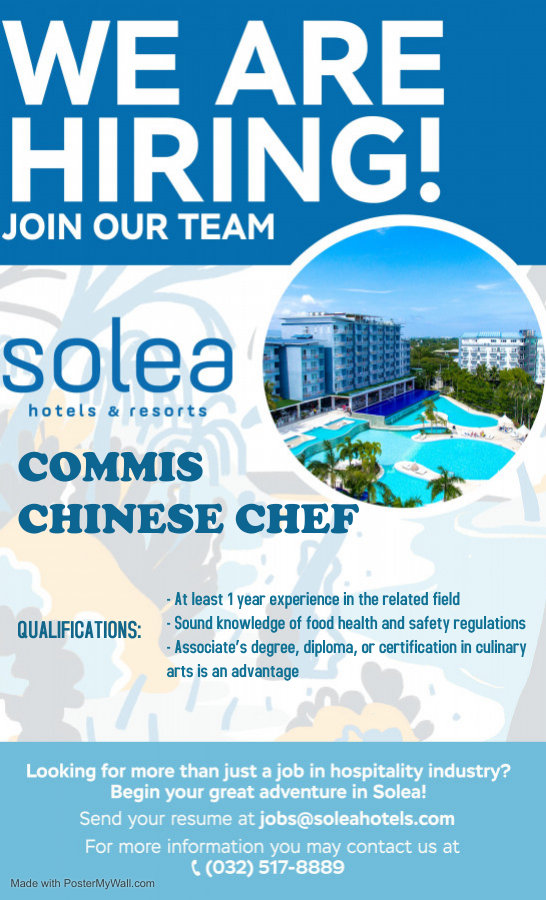 WE ARE
HIRING!
JOIN OUR TEAM
solea
hotels & resorts
COMMIS
CHINESE CHEF
QUALIFICATIONS:
- At least 1 year experience in the related field
- Sound knowledge of food health and safety regulations
- Associate's degree, diploma, or certification in culinary
arts is an advantage
Looking for more than just a job in hospitality industry?
Begin your great adventure in Solea!
Send your resume at jobs@soleahotels.com
For more information you may contact us at
(032) 517-8889
Made with PosterMyWall.com